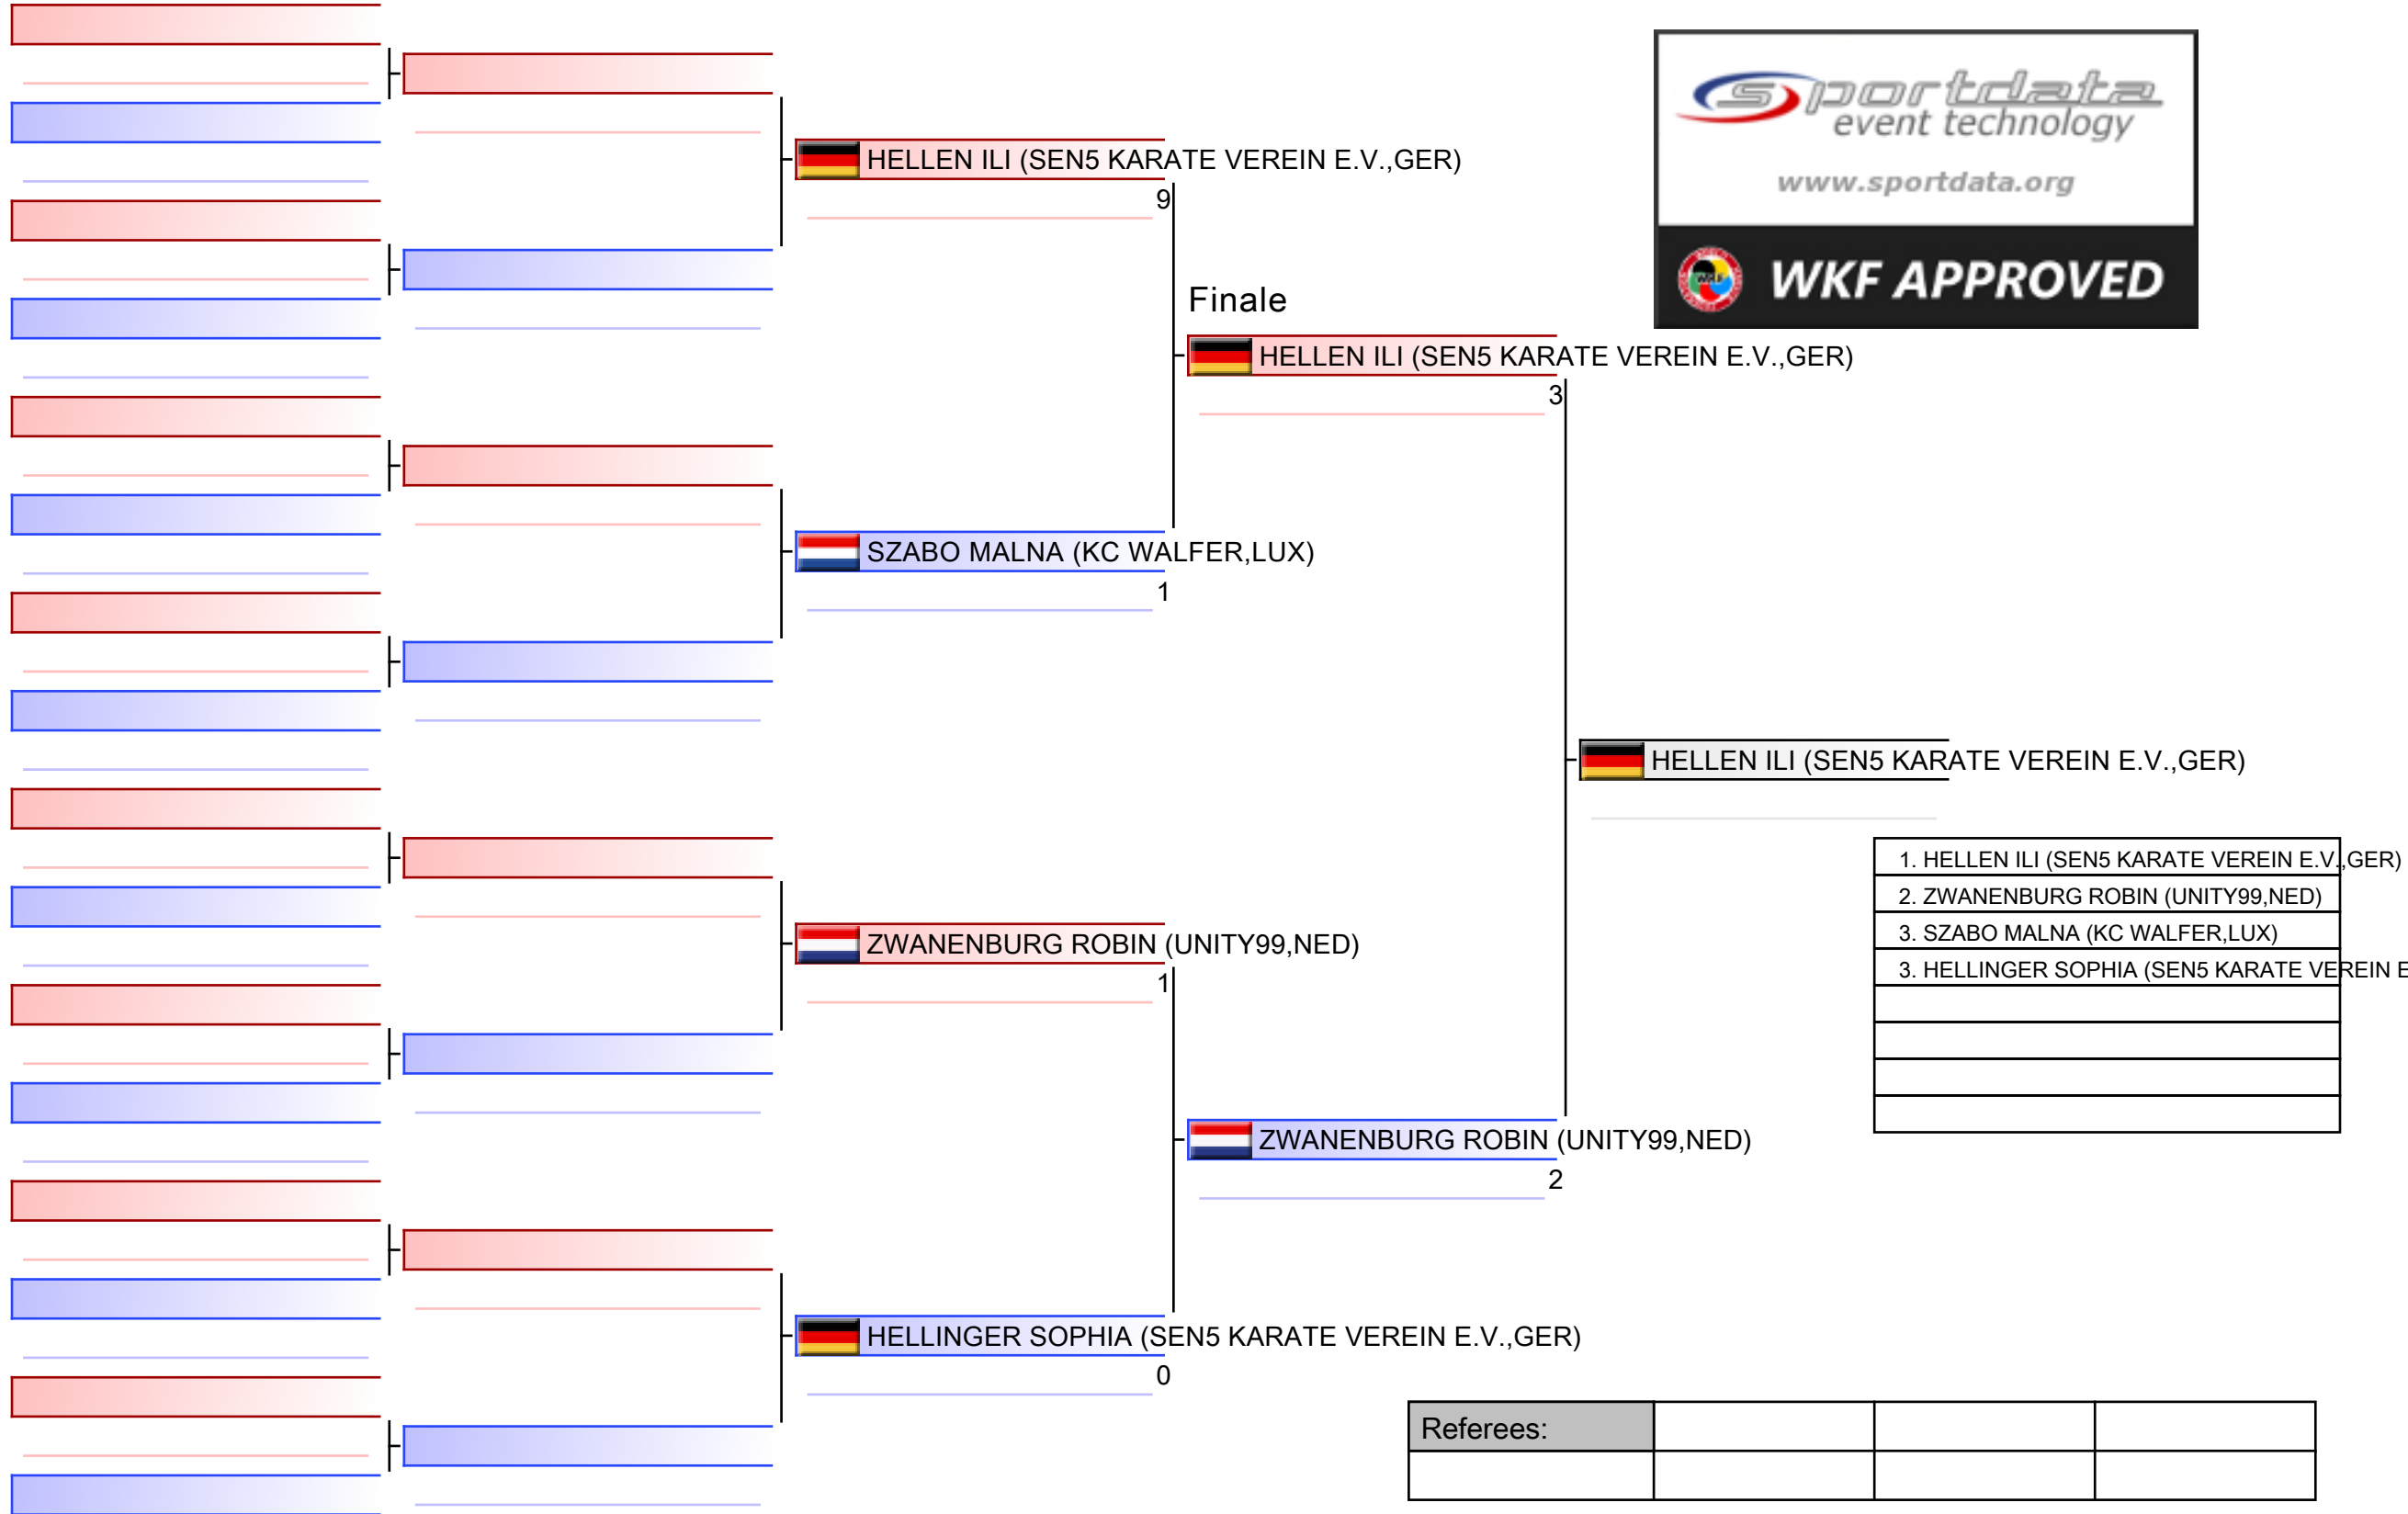 sportdata
event technology
www.sportdata.org
WKF APPROVED
HELLEN ILI (SEN5 KARATE VEREIN E.V.,GER)
9
Finale
HELLEN ILI (SEN5 KARATE VEREIN E.V.,GER)
3
SZABO MALNA (KC WALFER,LUX)
1
HELLEN ILI (SEN5 KARATE VEREIN E.V.,GER)
1. HELLEN ILI (SEN5 KARATE VEREIN E.V.,GER)
2. ZWANENBURG ROBIN (UNITY99,NED)
3. SZABO MALNA (KC WALFER,LUX)
3. HELLINGER SOPHIA (SEN5 KARATE VEREIN E
ZWANENBURG ROBIN (UNITY99,NED)
1
ZWANENBURG ROBIN (UNITY99,NED)
2
HELLINGER SOPHIA (SEN5 KARATE VEREIN E.V.,GER)
0
Referees: